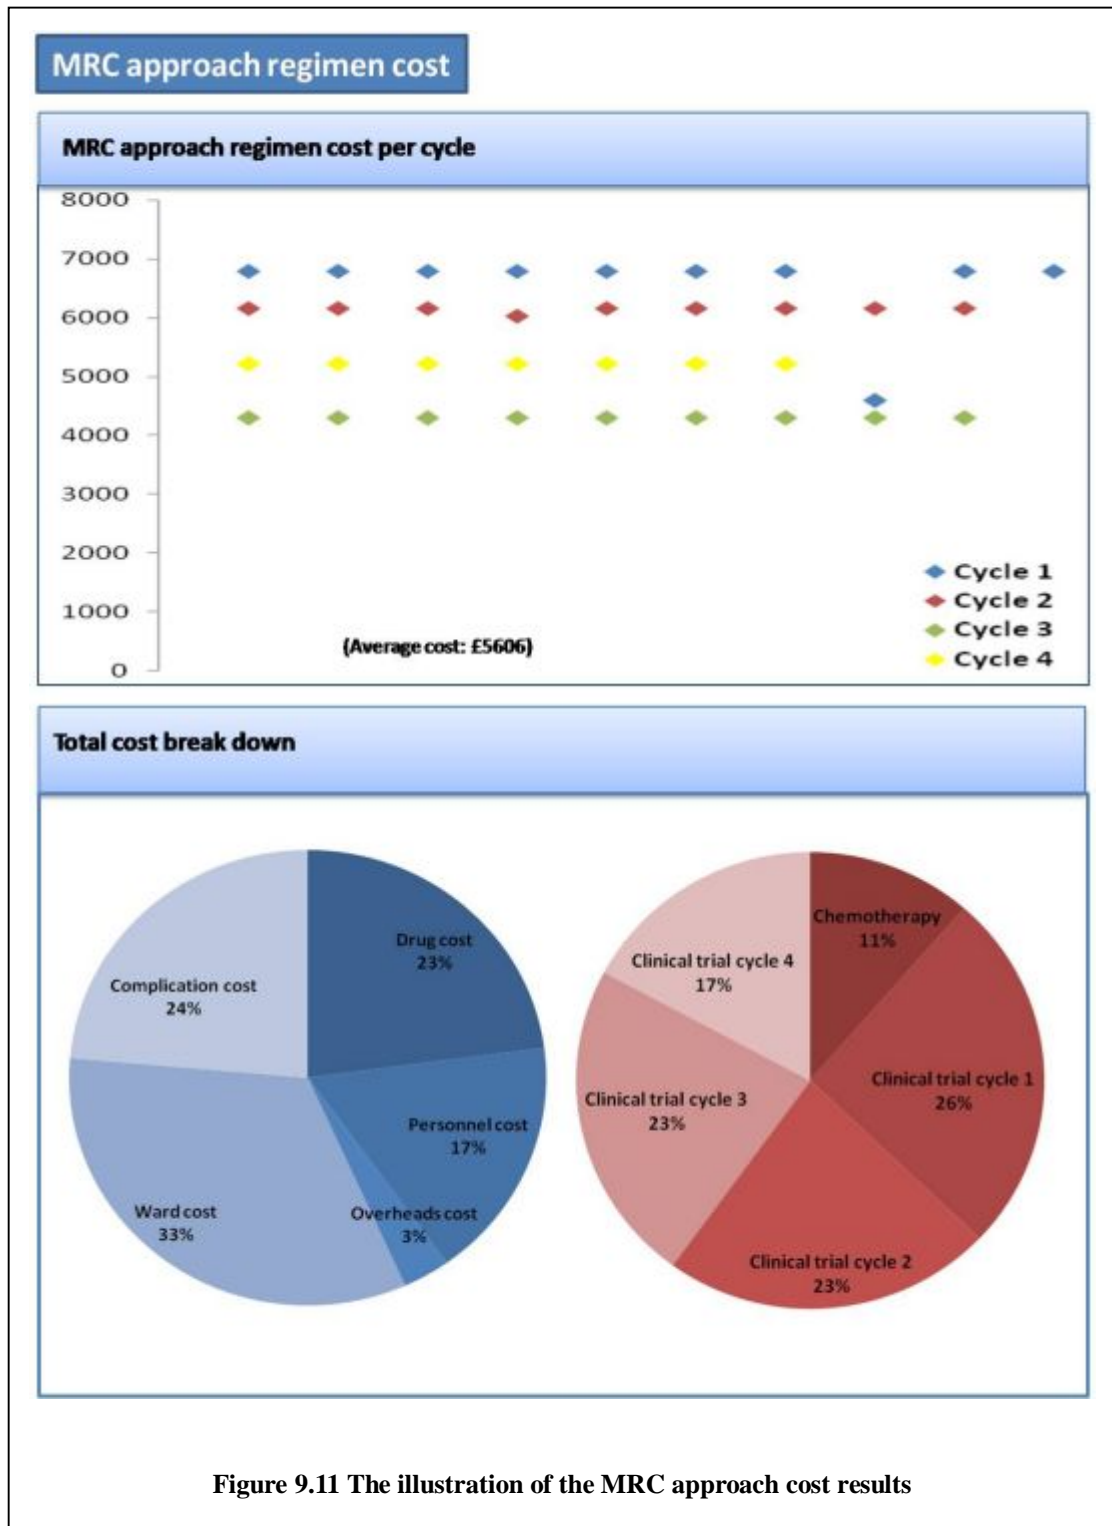 MRC approach regimen cost
MRC approach regimen cost per cycle
8000
7000
6000
5000
4000
3000
2000
1000
0
Cycle 1
Cycle 2
Cycle 3
Cycle 4
(Average cost: £5606)
Total cost break down
Drug cost
23%
Personnel cost
17%
Overheads cost
3%
Ward cost
33%
Complication cost
24%
Chemotherapy
11%
Clinical trial cycle 1
26%
Clinical trial cycle 2
23%
Clinical trial cycle 3
23%
Clinical trial cycle 4
17%
Figure 9.11 The illustration of the MRC approach cost results